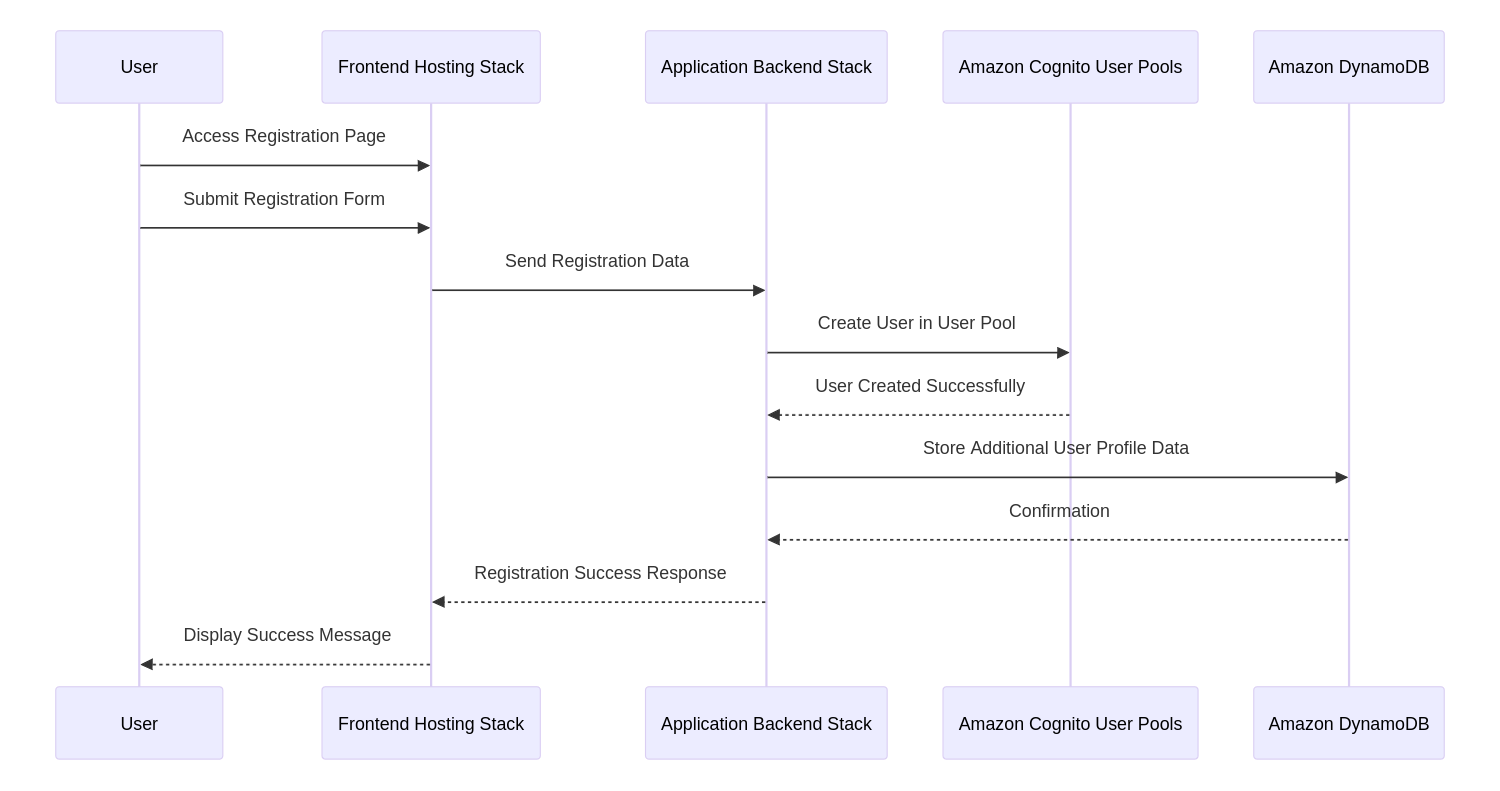 User
Frontend Hosting Stack
Application Backend Stack
Amazon Cognito User Pools
Amazon DynamoDB
Access Registration Page
Submit Registration Form
Send Registration Data
Create User in User Pool
User Created Successfully
Store Additional User Profile Data
Confirmation
Registration Success Response
Display Success Message
User
Frontend Hosting Stack
Application Backend Stack
Amazon Cognito User Pools
Amazon DynamoDB